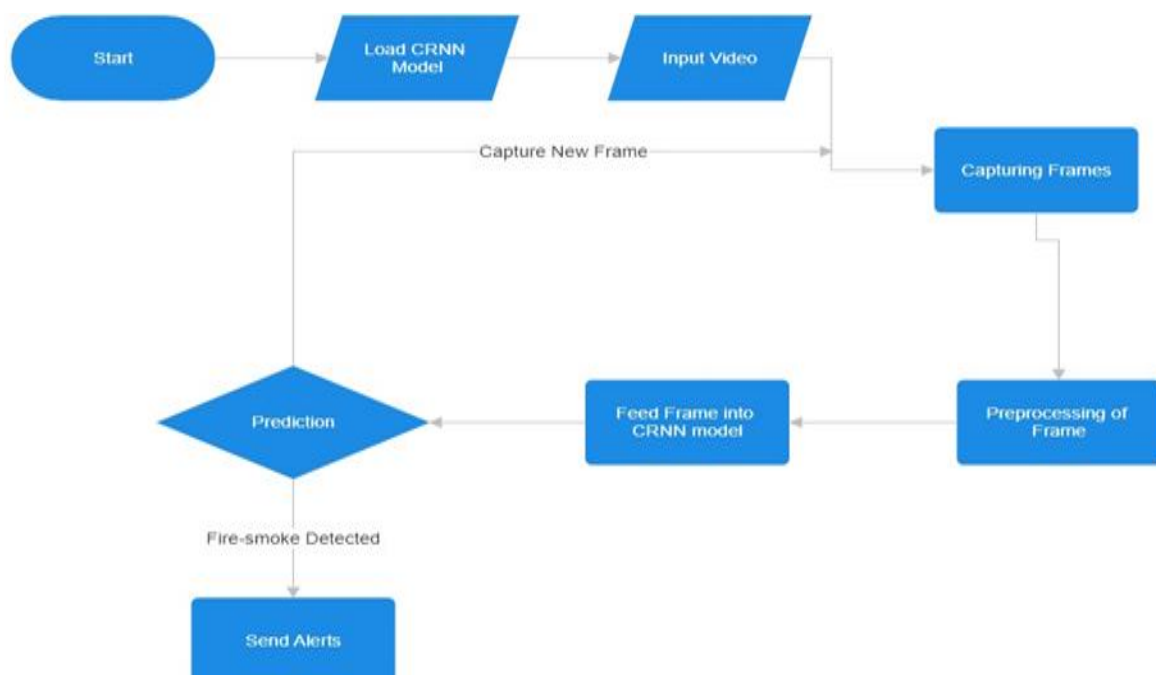 Start
Load CRNN
Model
Input Video
Capture New Frame
Capturing Frames
Preprocessing of
Frame
Feed Frame into
CRNN model
Prediction
Fire-smoke Detected
Send Alerts